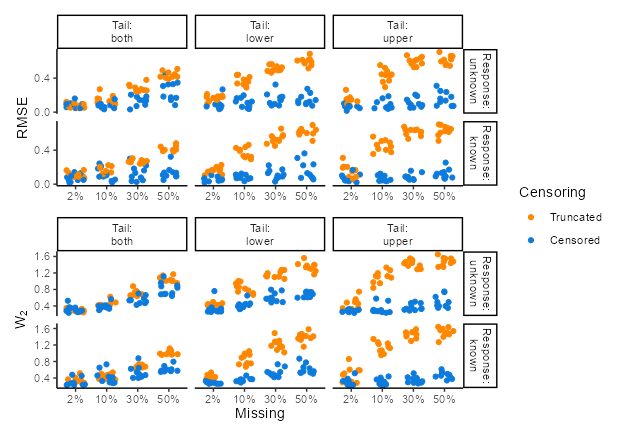 Tail:
both
Tail:
lower
Tail:
upper
RMSE
0.4
0.0
Response:
unknown
0.4
0.0
Response:
known
2% 10% 30% 50% 2% 10% 30% 50% 2% 10% 30% 50%
Censoring
Truncated
Censored
Tail:
both
Tail:
lower
Tail:
upper
W₂
1.6
1.2
0.8
0.4
Response:
unknown
1.6
1.2
0.8
0.4
Response:
known
2% 10% 30% 50% 2% 10% 30% 50% 2% 10% 30% 50%
Missing